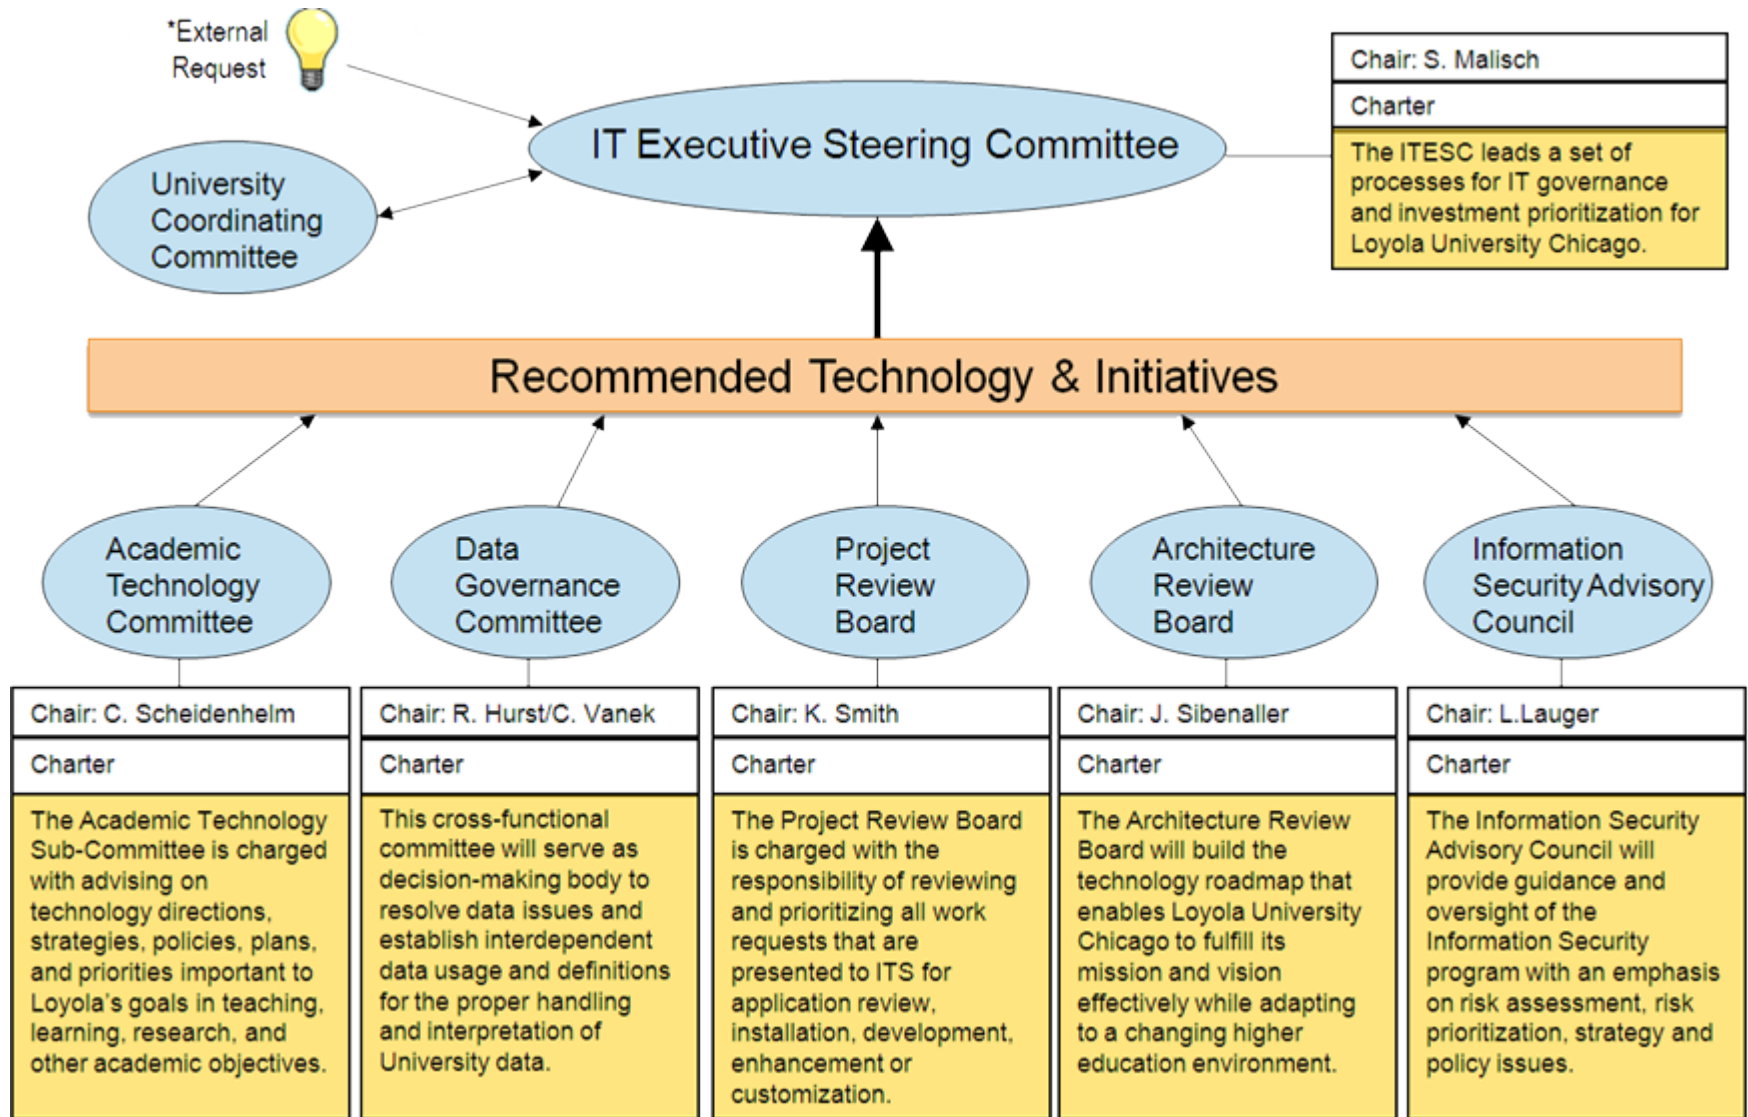 *External
Request
IT Executive Steering Committee
University
Coordinating
Committee
Chair: S. Malisch
Charter
The ITESC leads a set of
processes for IT governance
and investment prioritization for
Loyola University Chicago.
Recommended Technology & Initiatives
Academic
Technology
Committee
Data
Governance
Committee
Project
Review
Board
Architecture
Review
Board
Information
Security Advisory
Council
Chair: C. Scheidenhelm
Charter
The Academic Technology
Sub-Committee is charged
with advising on
technology directions,
strategies, policies, plans,
and priorities important to
Loyola's goals in teaching,
learning, research, and
other academic objectives.
Chair: R. Hurst/C. Vanek
Charter
This cross-functional
committee will serve as
decision-making body to
resolve data issues and
establish interdependent
data usage and definitions
for the proper handling
and interpretation of
University data.
Chair: K. Smith
Charter
The Project Review Board
is charged with the
responsibility of reviewing
and prioritizing all work
requests that are
presented to ITS for
application review,
installation, development,
enhancement or
customization.
Chair: J. Sibenaller
Charter
The Architecture Review
Board will build the
technology roadmap that
enables Loyola University
Chicago to fulfill its
mission and vision
effectively while adapting
to a changing higher
education environment.
Chair: L.Lauger
Charter
The Information Security
Advisory Council will
provide guidance and
oversight of the
Information Security
program with an emphasis
on risk assessment, risk
prioritization, strategy and
policy issues.